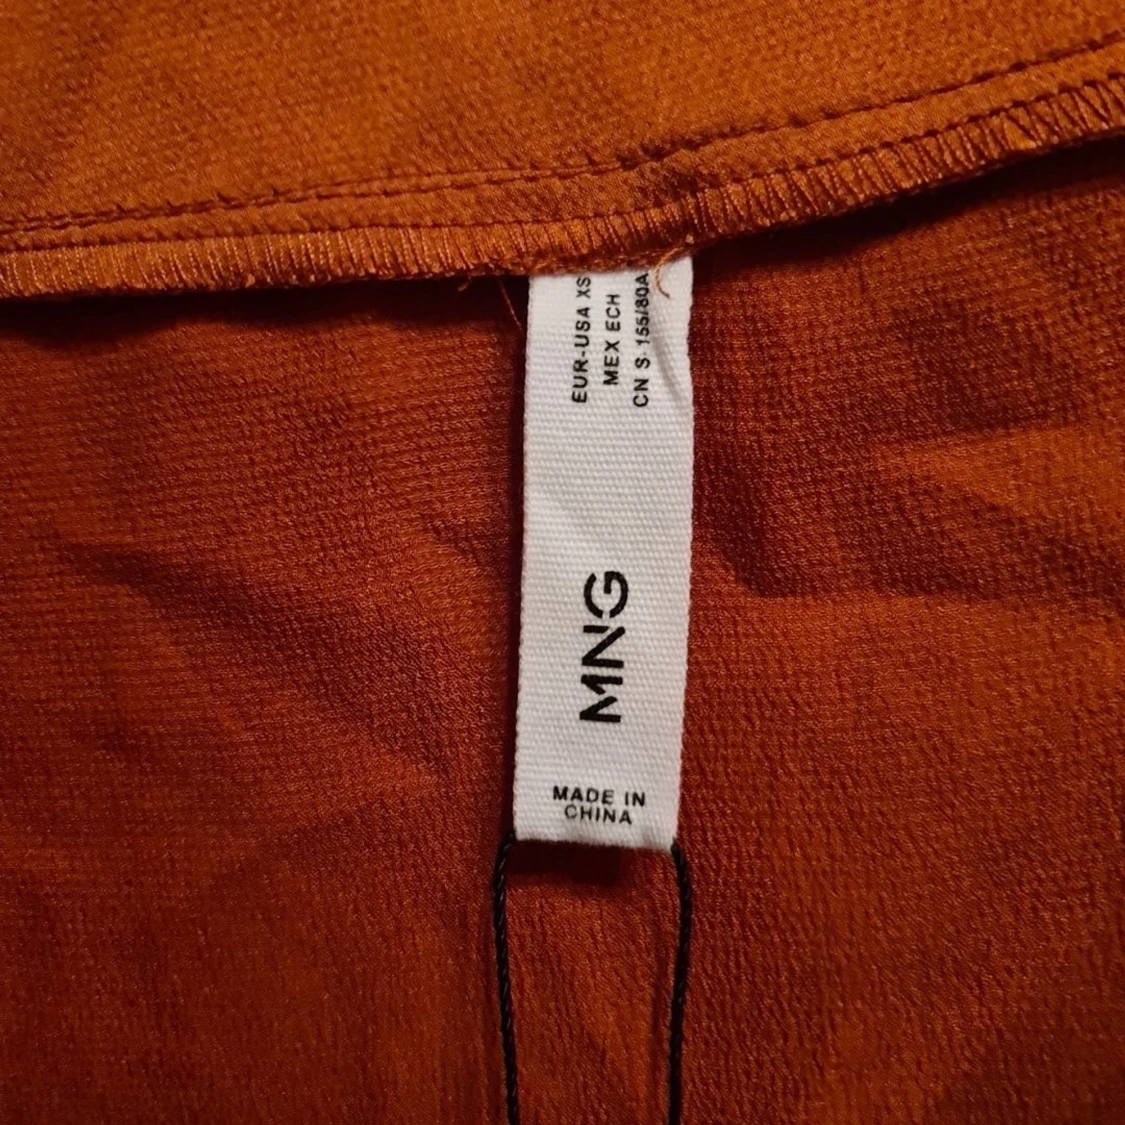 EUR-USA XS
MEX ECH
CN S 155/80A
MNG
MADE IN
CHINA